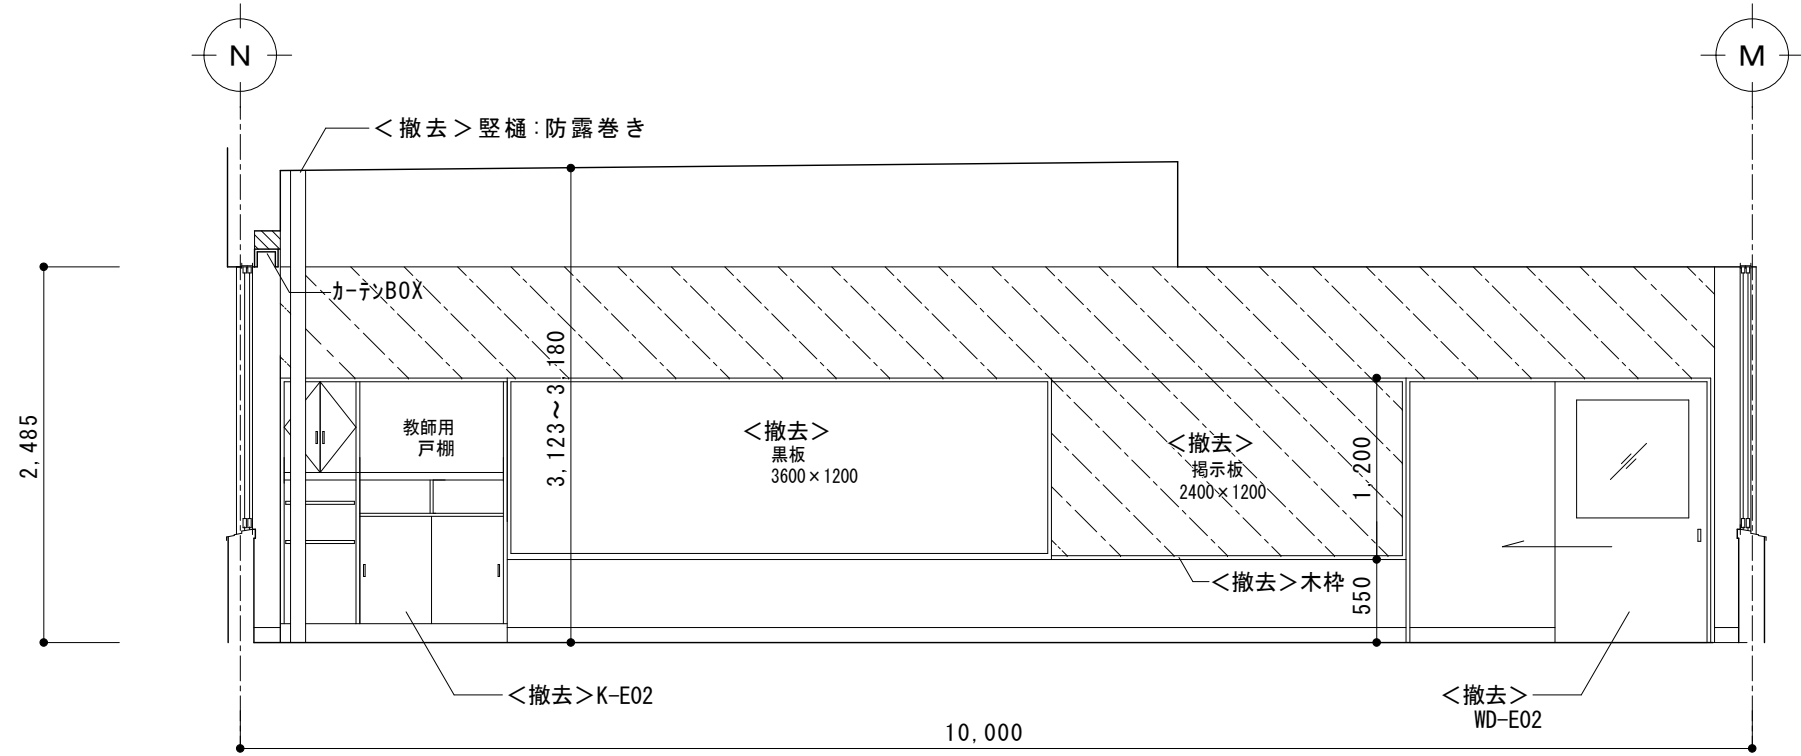 N
M
<撤去>竪樋:防露巻き
カーテンBOX
2,485
3,123~3,180
教師用
戸棚
<撤去>
黒板
3600×1200
<撤去>
掲示板
2400×1200
1,200
<撤去>木枠
550
<撤去>K-E02
<撤去>
WD-E02
10,000